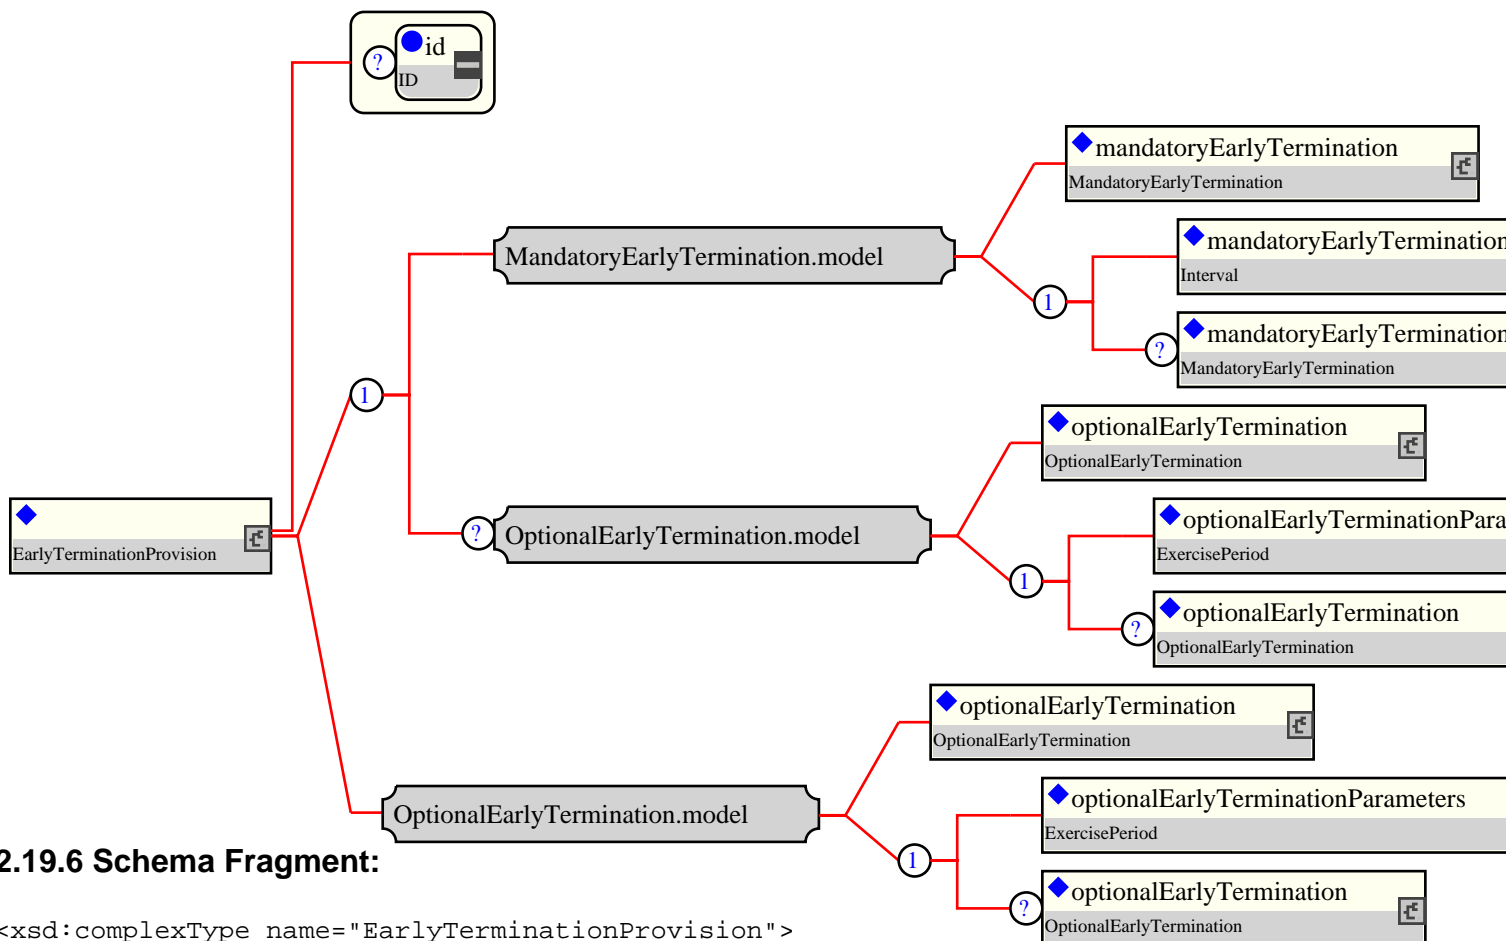 ? id
ID
mandatoryEarlyTermination
MandatoryEarlyTermination
MandatoryEarlyTermination.model
mandatoryEarlyTermination
Interval
1
? mandatoryEarlyTermination
MandatoryEarlyTermination
1
optionalEarlyTermination
OptionalEarlyTermination
EarlyTerminationProvision
? OptionalEarlyTermination.model
optionalEarlyTerminationPara
ExercisePeriod
1
? optionalEarlyTermination
OptionalEarlyTermination
optionalEarlyTermination
OptionalEarlyTermination
OptionalEarlyTermination.model
optionalEarlyTerminationParameters
ExercisePeriod
1
? optionalEarlyTermination
OptionalEarlyTermination
2.19.6 Schema Fragment:
<xsd:complexType name="EarlyTerminationProvision">